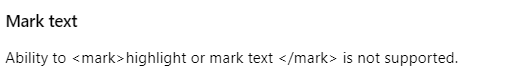 Mark text
Ability to <mark>highlight or mark text </mark> is not supported.